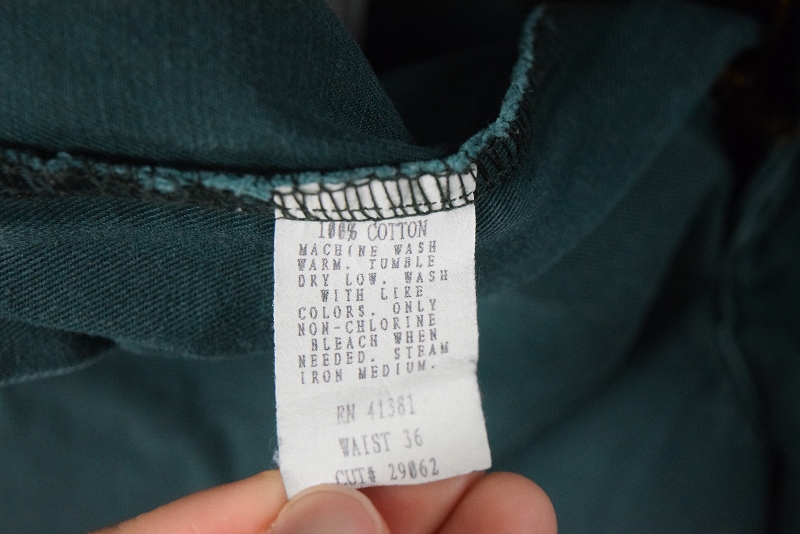 100% COTTON
MACHINE WASH
WARM. TUMBLE
DRY LOW. WASH
WITH LIKE
COLORS. ONLY
NON-CHLORINE
BLEACH WHEN
NEEDED. STEAM
IRON MEDIUM.
RN 41381
WAIST 36
CUT# 29062